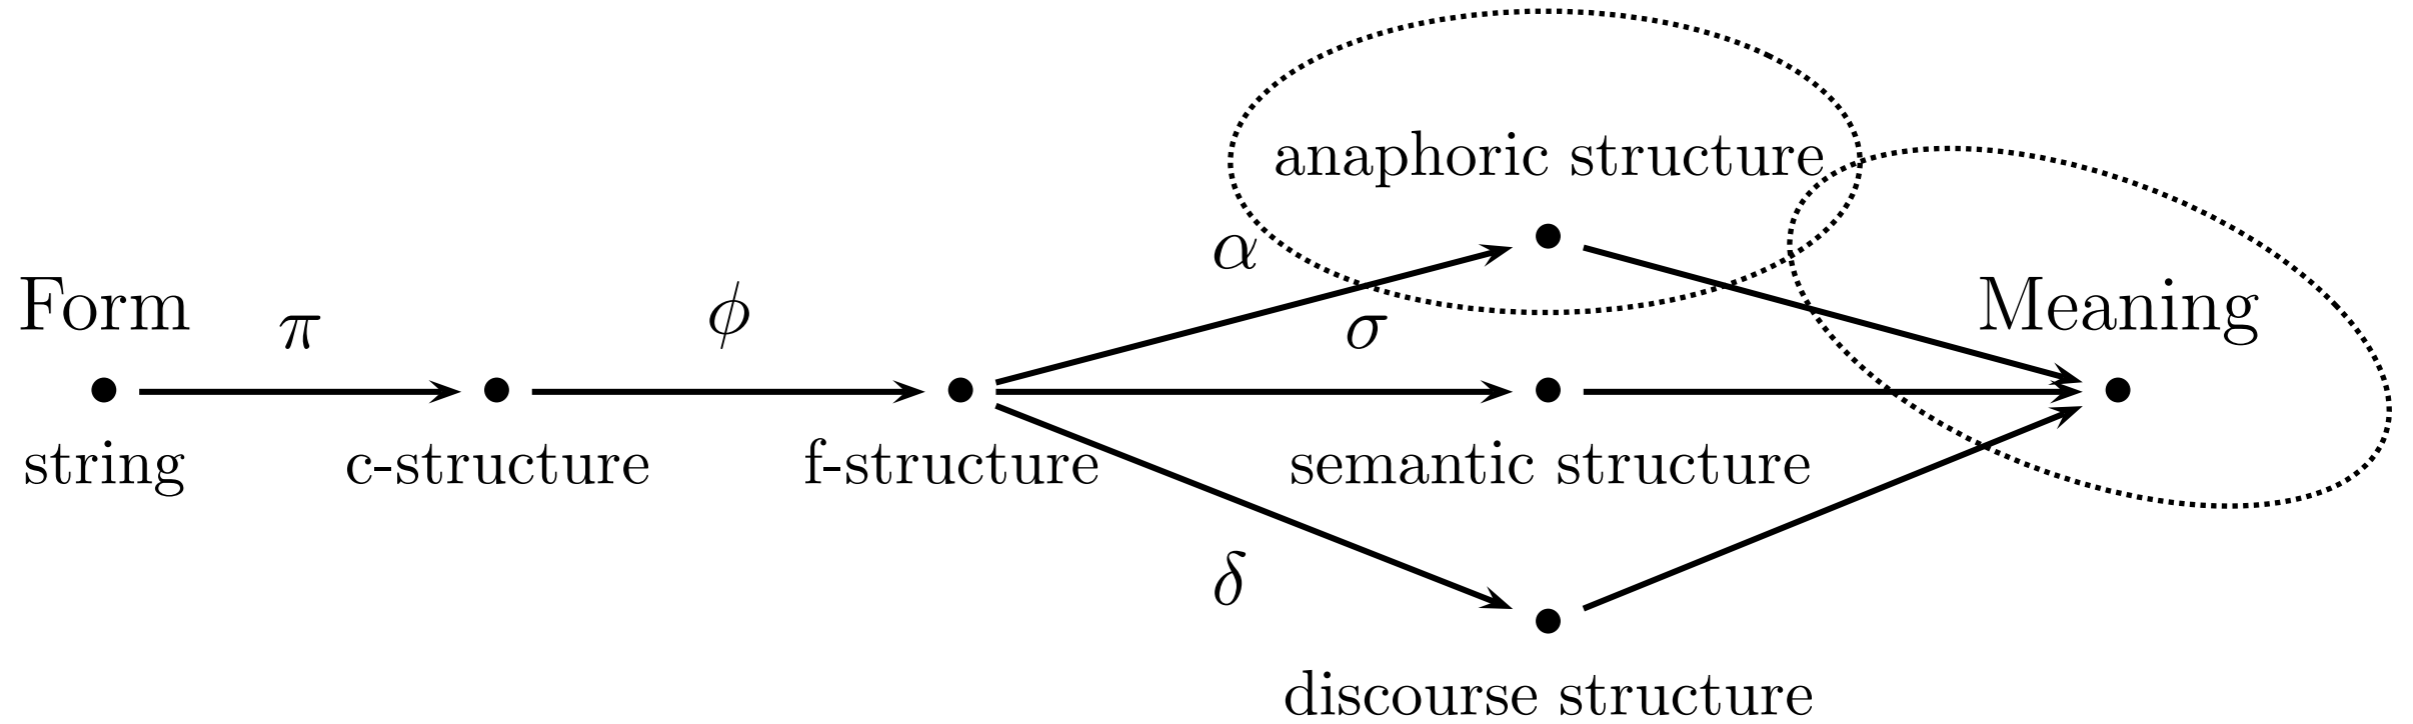 anaphoric structure
α
Form
π
ϕ
σ
Meaning
string
c-structure
f-structure
semantic structure
δ
discourse structure